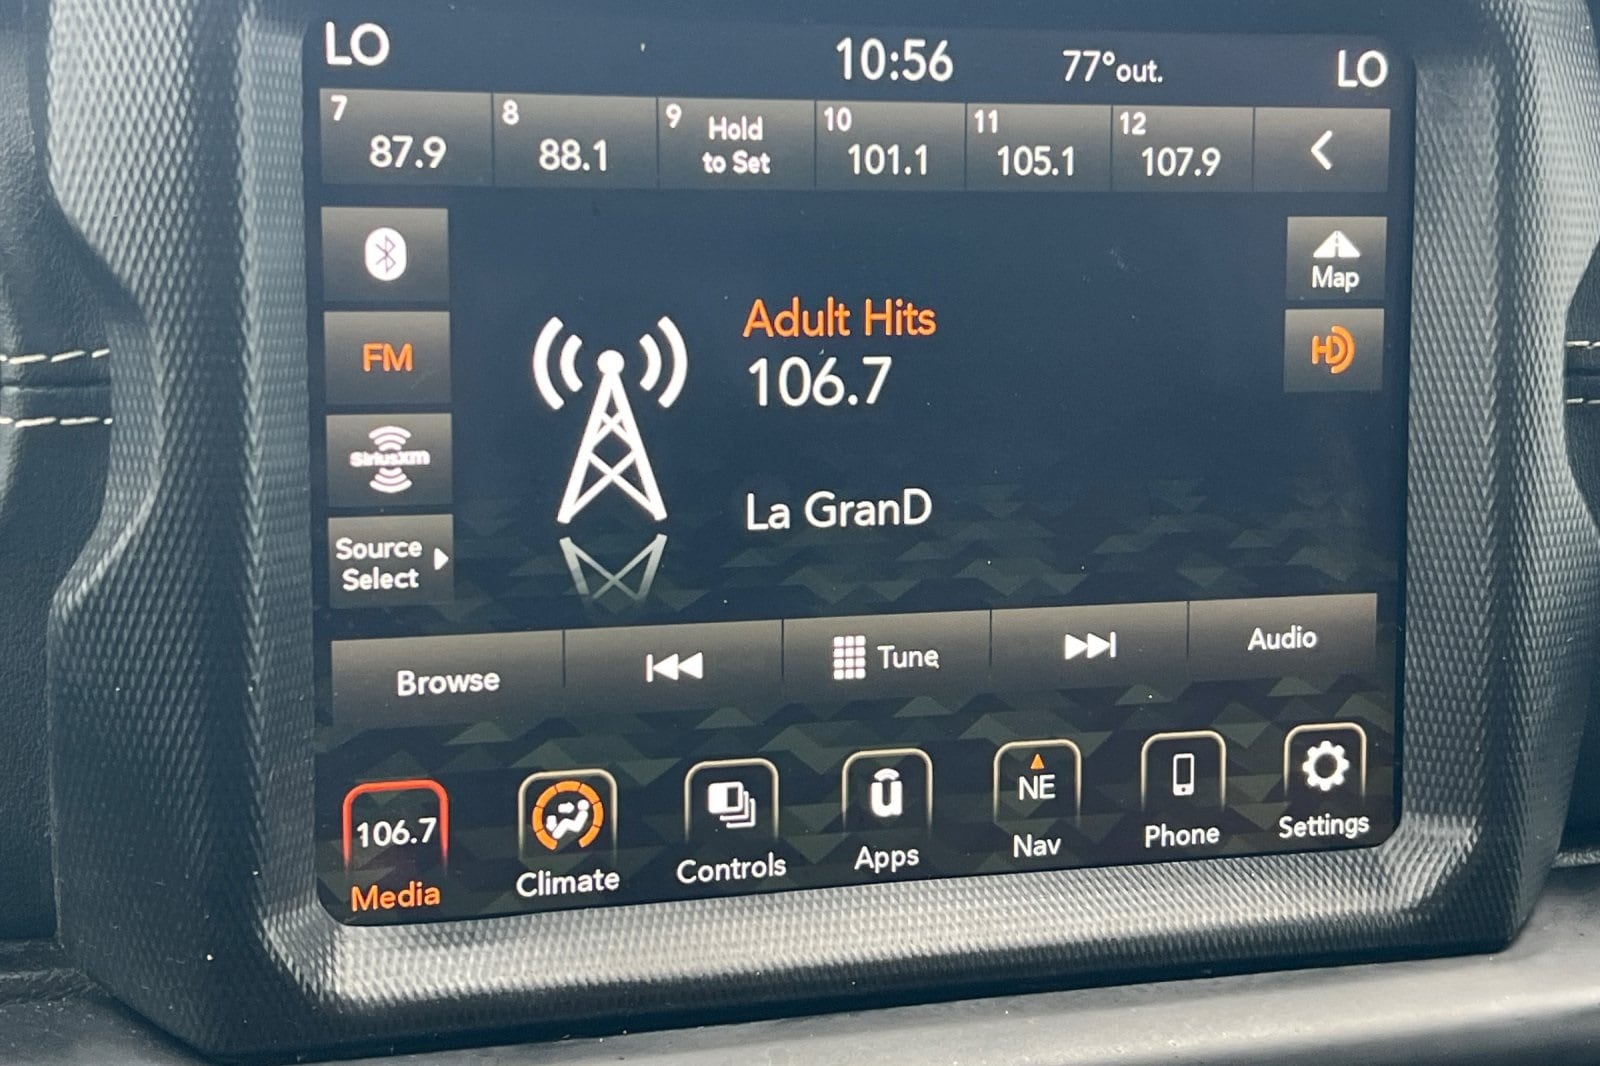 LO 10:56 77°out. LO
7 8 9 10 11 12
87.9 88.1 Hold to Set 101.1 105.1 107.9
Map
HD
FM
SiriusXM
Source
Select
Adult Hits
106.7
La GranD
Browse Tune Audio
106.7 NE
Media Climate Controls Apps Nav Phone Settings